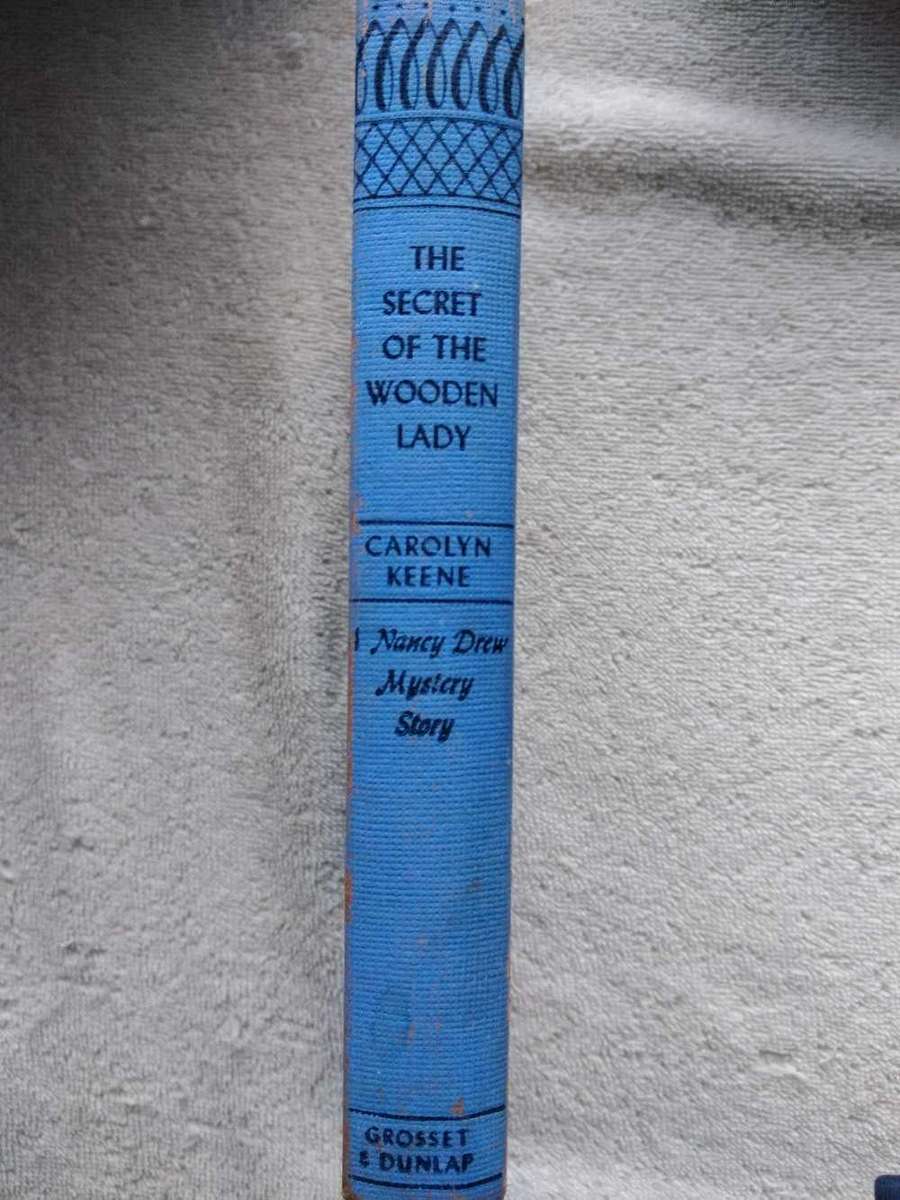 THE
SECRET
OF THE
WOODEN
LADY
CAROLYN
KEENE
A Nancy Drew
Mystery
Story
GROSSET
& DUNLAP